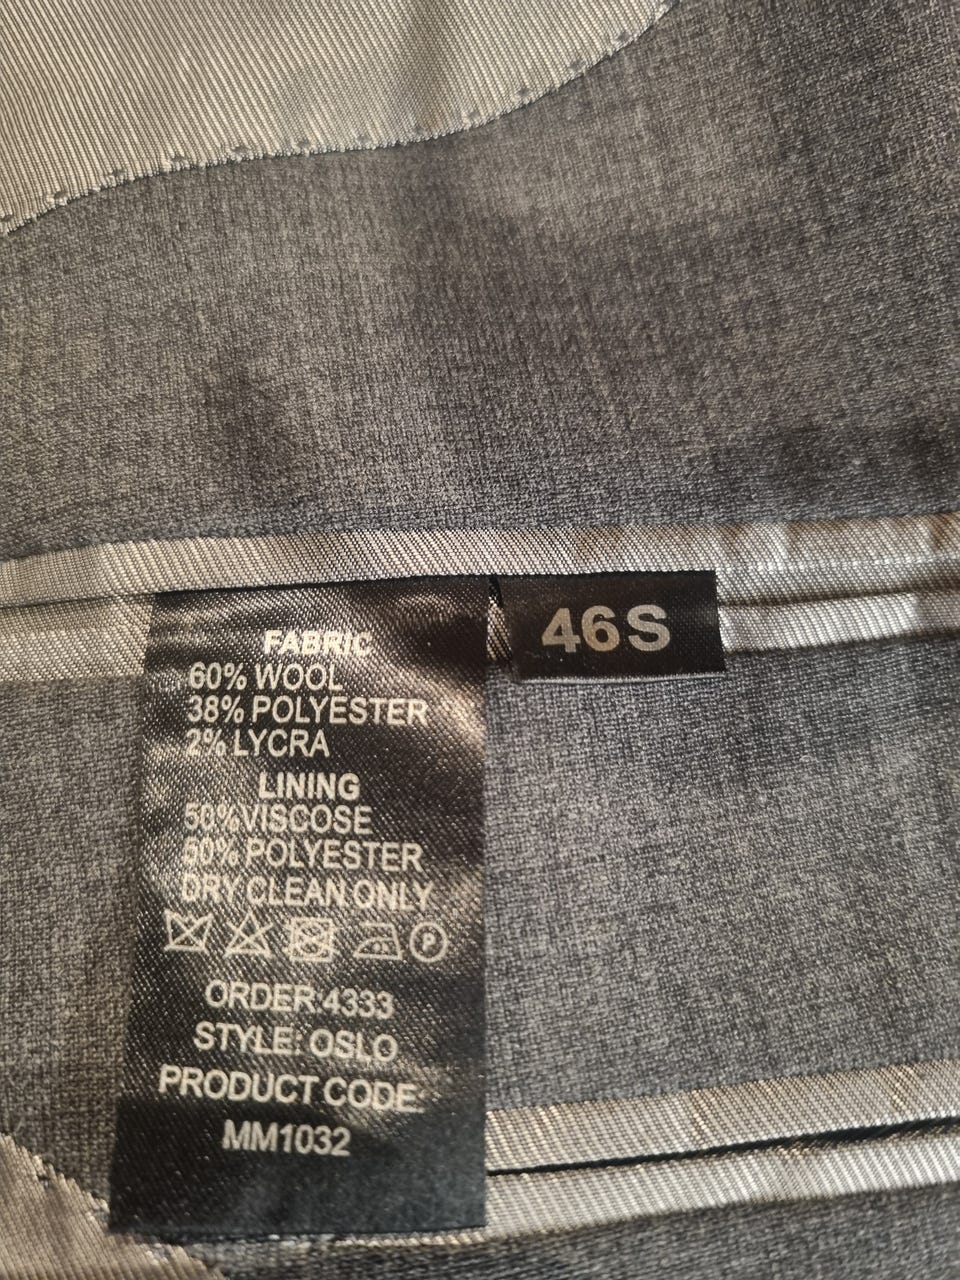 46S
FABRIC
60% WOOL
38% POLYESTER
2% LYCRA
LINING
50%VISCOSE
50% POLYESTER
DRY CLEAN ONLY
P
ORDER:4333
STYLE: OSLO
PRODUCT CODE:
MM1032